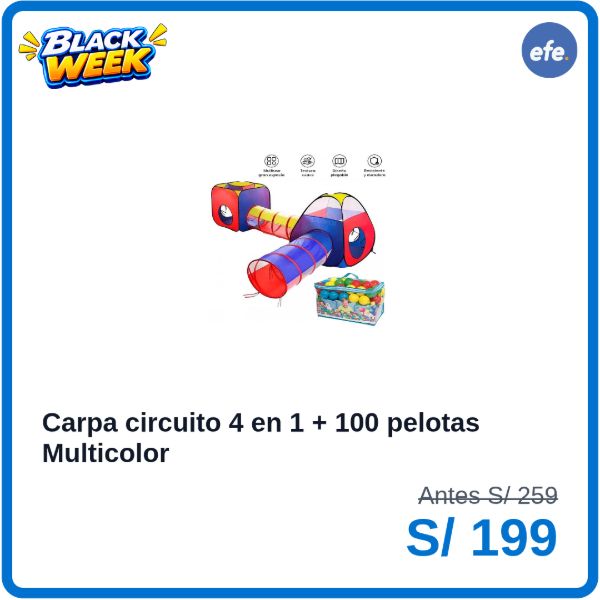 BLACK
WEEK
efe.
Carpa circuito 4 en 1 + 100 pelotas
Multicolor
Antes S/ 259
S/ 199